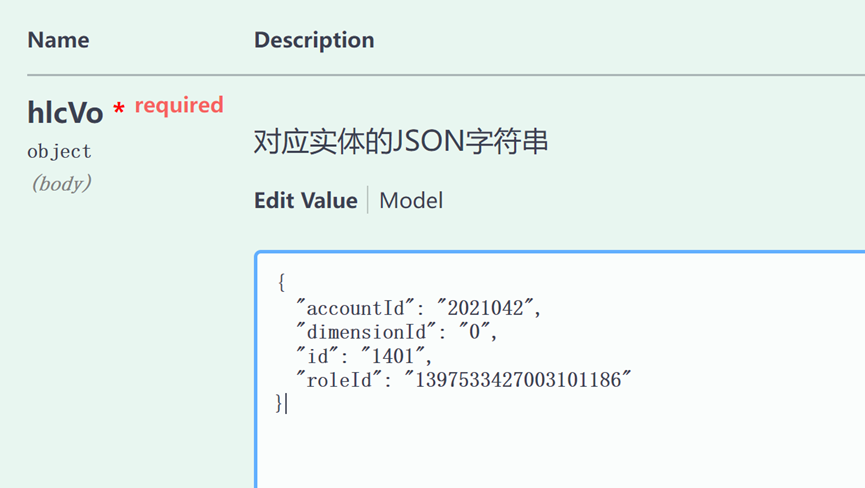 Name Description
hlcVo * required
object
(body)
对应实体的JSON字符串
Edit Value Model
{
"accountId": "2021042",
"dimensionId": "0",
"id": "1401",
"roleId": "1397533427003101186"
}